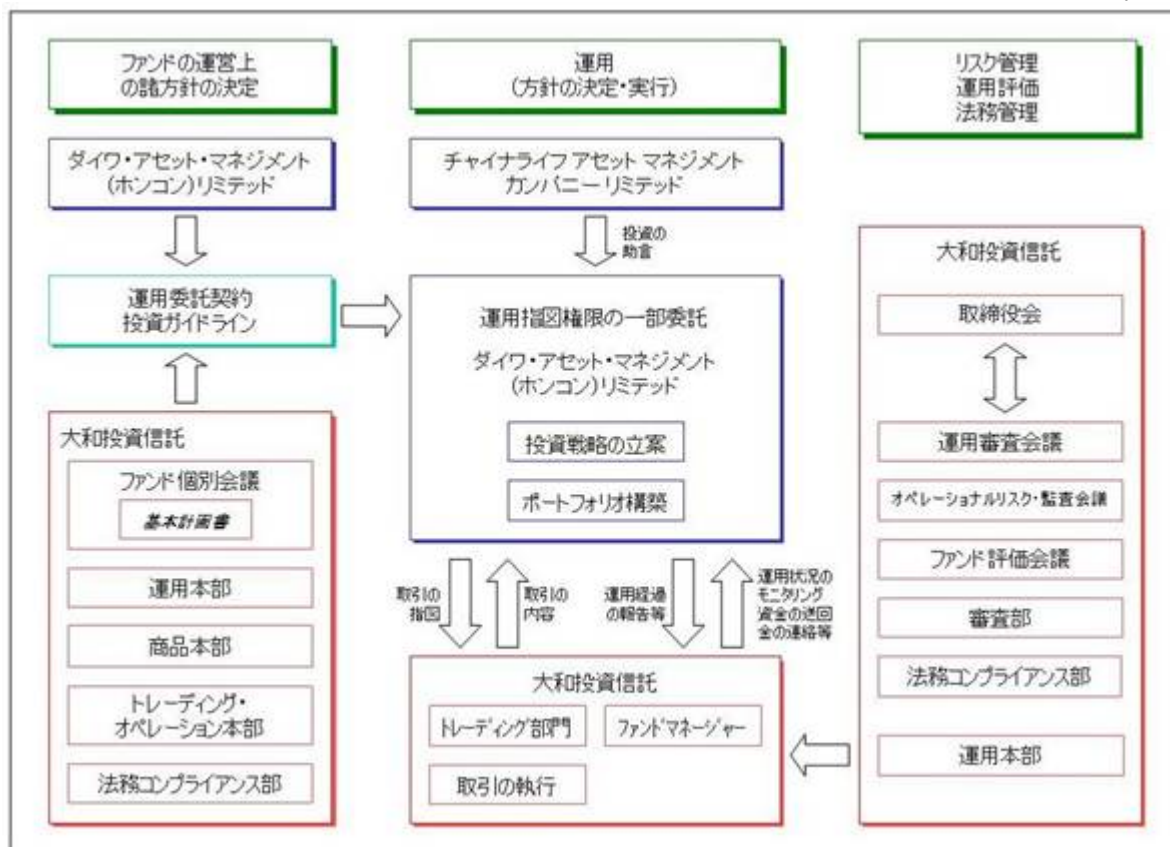 ファンドの運営上
の諸方針の決定
運用
(方針の決定・実行)
リスク管理
運用評価
法務管理
ダイワ・アセット・マネジメント
(ホンコン)リミテッド
チャイナライフ アセット マネジメント
カンパニー リミテッド
投資の
助言
運用委託契約
投資ガイドライン
運用指図権限の一部委託
ダイワ・アセット・マネジメント
(ホンコン)リミテッド
投資戦略の立案
ポートフォリオ構築
大和投資信託
ファンド個別会議
基本計画書
運用本部
商品本部
トレーディング・
オペレーション本部
法務コンプライアンス部
取引の
指図
取引の
内容
運用経過
の報告等
運用状況の
モニタリング
資金の送回
金の連絡等
大和投資信託
トレーディング部門
ファンドマネージャー
取引の執行
大和投資信託
取締役会
運用審査会議
オペレーショナルリスク・監査会議
ファンド評価会議
審査部
法務コンプライアンス部
運用本部